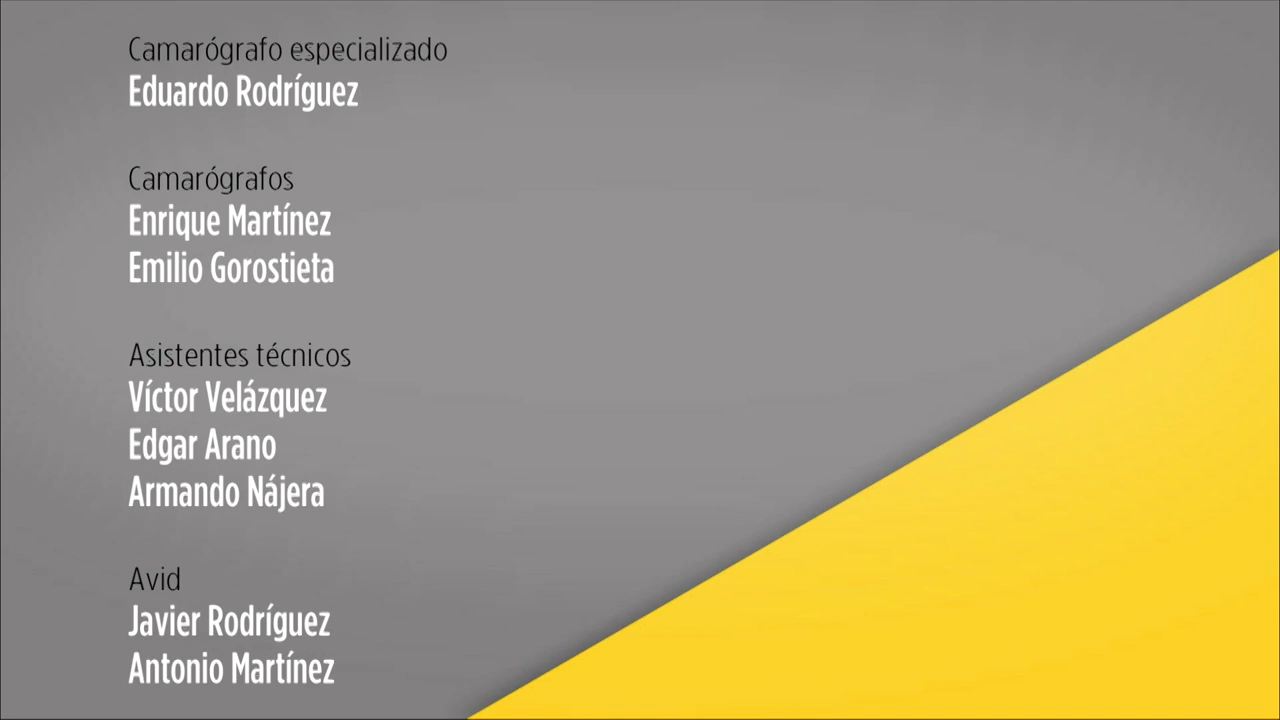 Camarógrafo especializado
Eduardo Rodríguez
Camarógrafos
Enrique Martínez
Emilio Gorostieta
Asistentes técnicos
Víctor Velázquez
Edgar Arano
Armando Nájera
Avid
Javier Rodríguez
Antonio Martínez